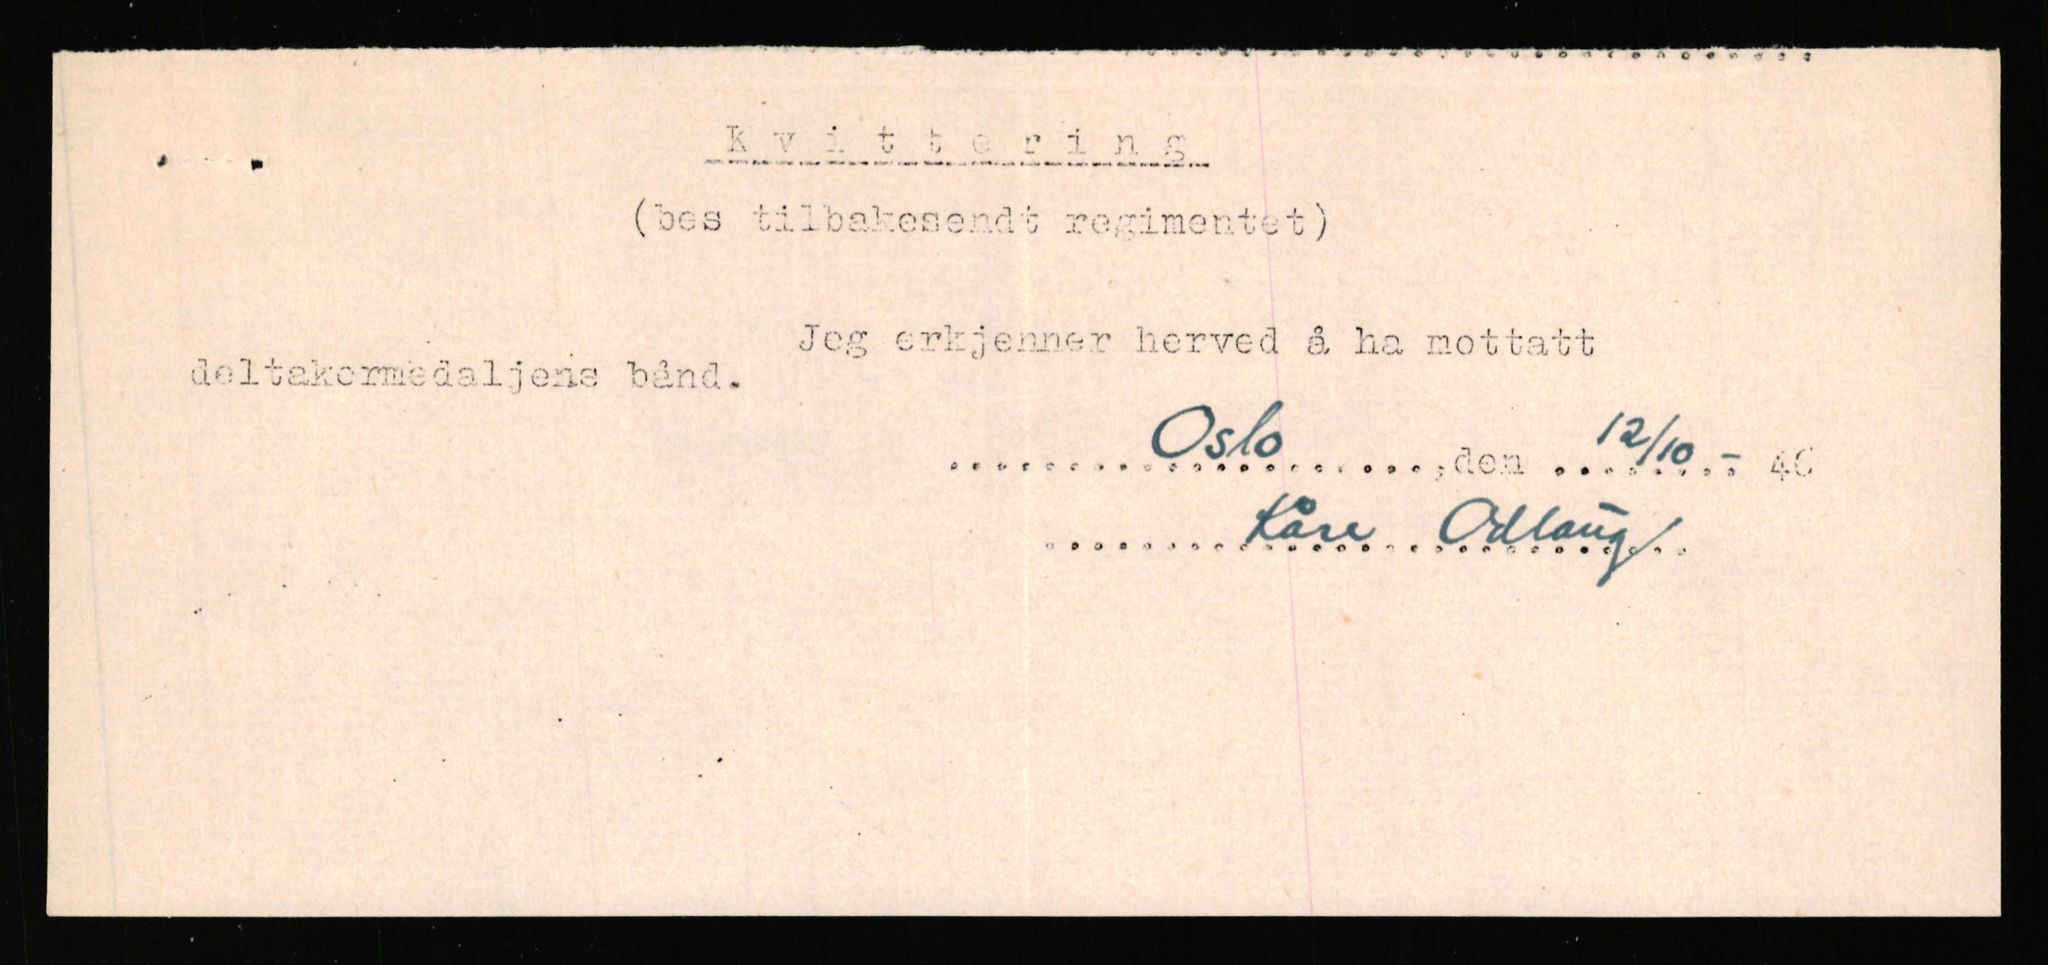 Kvittering
(bes tilbakesendt regimentet)
Jeg erkjenner herved å ha mottatt
deltakermedaljens bånd.
Oslo, den 12/10 - 46
Kåre Odlaug